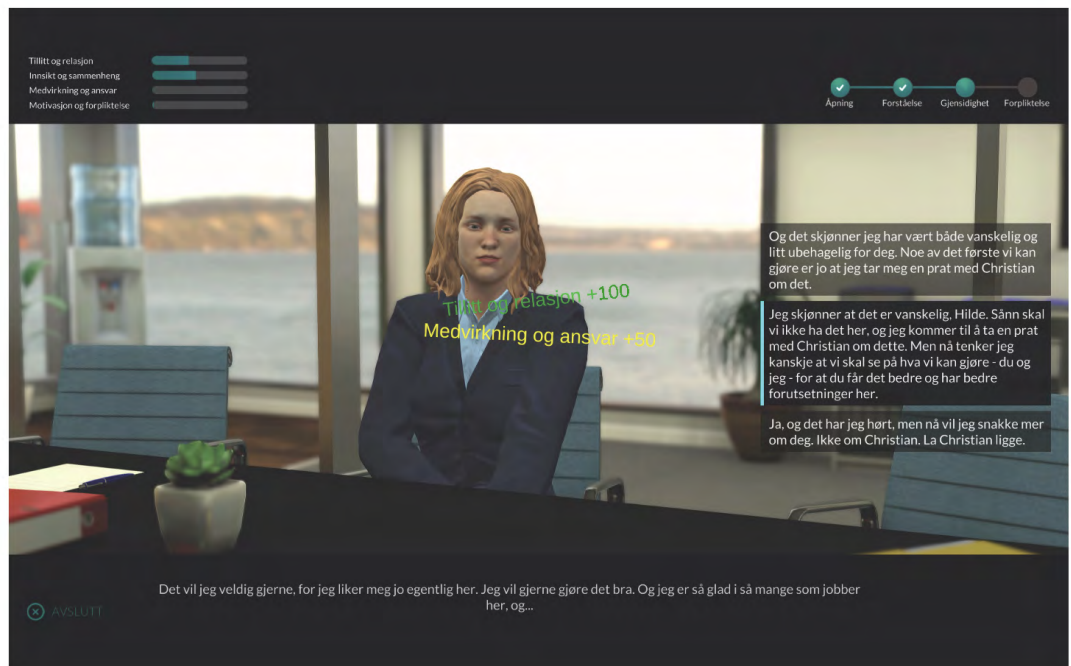 Tillitt og relasjon
Innsikt og sammenheng
Medvirkning og ansvar
Motivasjon og forpliktelse
Åpning
Forståelse
Gjensidighet
Forpliktelse
Og det skjønner jeg har vært både vanskelig og
litt ubehagelig for deg. Noe av det første vi kan
gjøre er jo at jeg tar meg en prat med Christian
om det.
Tillitt og relasjon +100
Medvirkning og ansvar +50
Jeg skjønner at det er vanskelig, Hilde. Sånn skal
vi ikke ha det her, og jeg kommer til å ta en prat
med Christian om dette. Men nå tenker jeg
kanskje at vi skal se på hva vi kan gjøre - du og
jeg - for at du får det bedre og har bedre
forutsetninger her.
Ja, og det har jeg hørt, men nå vil jeg snakke mer
om deg. Ikke om Christian. La Christian ligge.
Det vil jeg veldig gjerne, for jeg liker meg jo egentlig her. Jeg vil gjerne gjøre det bra. Og jeg er så glad i så mange som jobber
her, og...
AVSLUTT